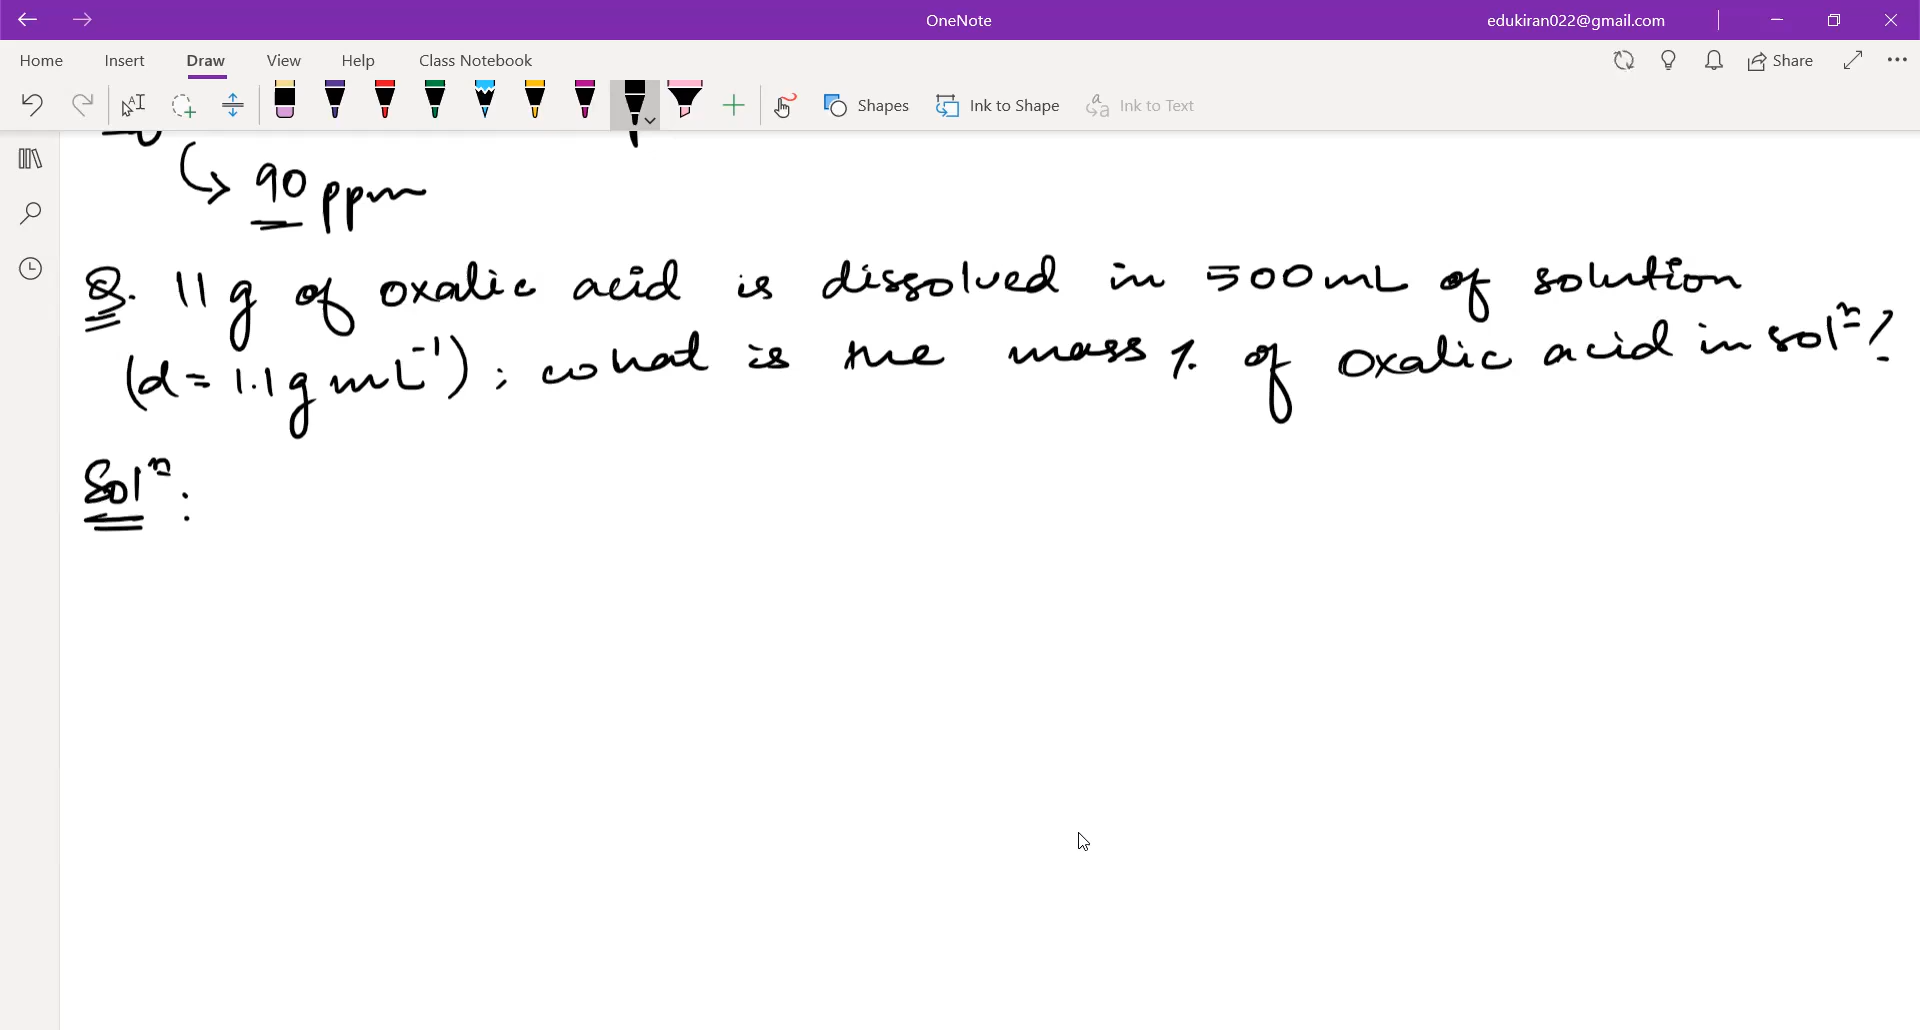 OneNote
edukiran022@gmail.com
Home Insert Draw View Help Class Notebook
Share
Shapes Ink to Shape Ink to Text
90 ppm
Q. 11 g of oxalic acid is dissolved in 500 mL of solution
(d = 1.1 g mL⁻¹) ; what is the mass % of oxalic acid in solⁿ?
Solⁿ :